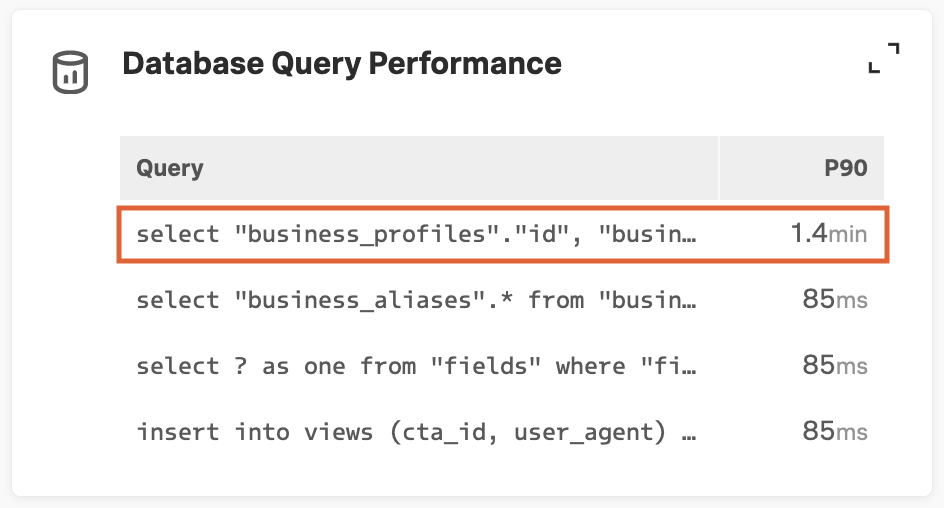 Database Query Performance
Query P90
select "business_profiles"."id", "busin… 1.4min
select "business_aliases".* from "busin… 85ms
select ? as one from "fields" where "fi… 85ms
insert into views (cta_id, user_agent) … 85ms